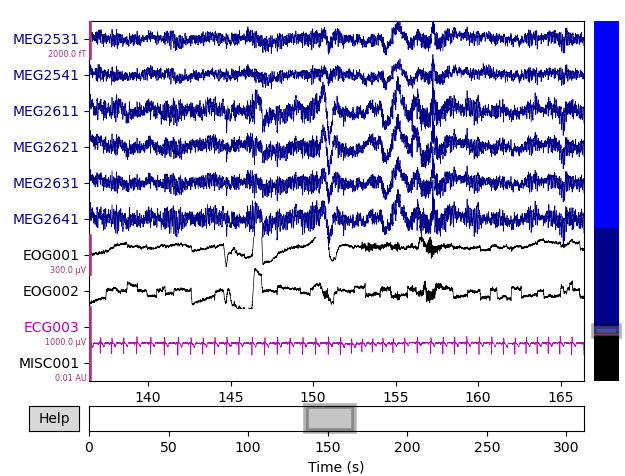 MEG2531
2000.0 fT
MEG2541
MEG2611
MEG2621
MEG2631
MEG2641
EOG001
300.0 µV
EOG002
ECG003
1000.0 µV
MISC001
0.01 AU
140 145 150 155 160 165
Help
0 50 100 150 200 250 300
Time (s)